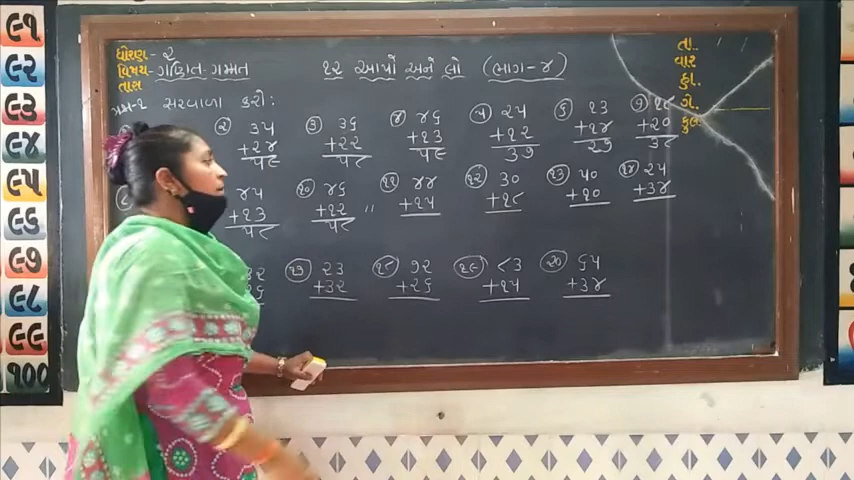 ધોરણ - ૨
વિષય - ગણિત-ગમ્મત ૧૨ આપો અને લો (ભાગ-૪)
તાસ
સરવાળા કરો:
૨ ૩૫ ૩ ૩૬ ૪ ૪૬ ૫ ૨૫ ૬ ૧૩ ૭ ૧૮
+૨૪ +૨૨ +૧૩ +૧૨ +૧૪ +૨૦
૫૯ ૫૮ ૫૯ ૩૭ ૨૭ ૩૮
૪૫ ૧૦ ૪૬ ૧૧ ૪૪ ૧૨ ૩૦ ૧૩ ૫૦ ૧૪ ૨૫
+૧૩ +૧૨ +૧૫ +૧૮ +૧૦ +૩૪
૫૮ ૫૮
૧૭ ૨૩ ૧૮ ૭૨ ૧૯ ૮૩ ૨૦ ૬૫
+૩૨ +૨૬ +૧૫ +૩૪
તા..
વાર
હા..
ગે..
કુલ
૯૧
૯૨
૯૩
૯૪
૯૫
૯૬
૯૭
૯૮
૯૯
૧૦૦